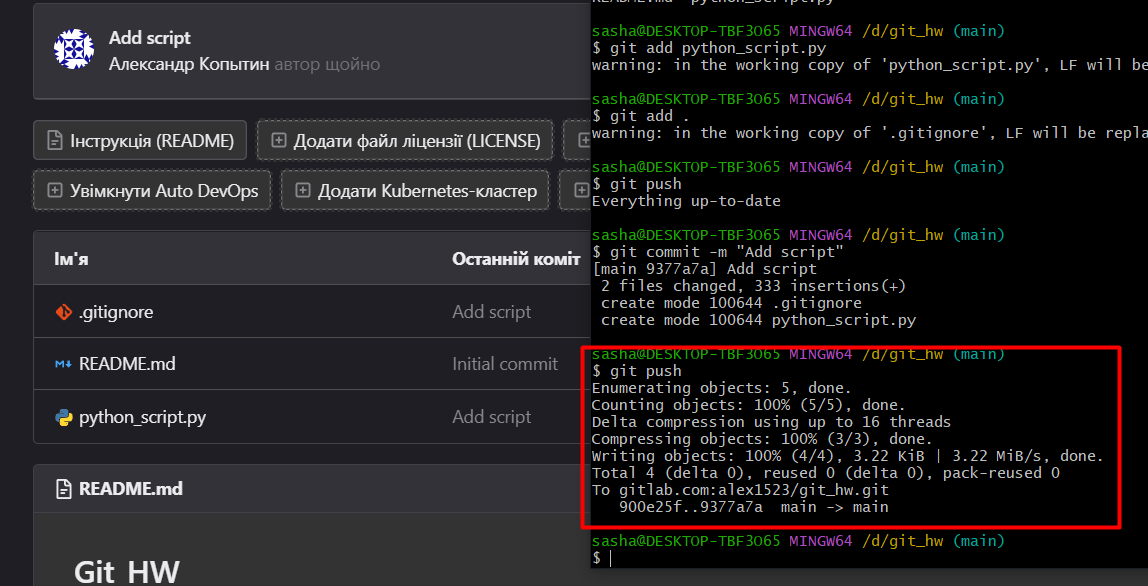 Add script
Александр Копытин автор щойно
Інструкція (README)
Додати файл ліцензії (LICENSE)
Увімкнути Auto DevOps
Додати Kubernetes-кластер
Ім'я Останній коміт
.gitignore Add script
README.md Initial commit
python_script.py Add script
README.md
Git HW
README.md python_script.py
sasha@DESKTOP-TBF3O65 MINGW64 /d/git_hw (main)
$ git add python_script.py
warning: in the working copy of 'python_script.py', LF will be
sasha@DESKTOP-TBF3O65 MINGW64 /d/git_hw (main)
$ git add .
warning: in the working copy of '.gitignore', LF will be repla
sasha@DESKTOP-TBF3O65 MINGW64 /d/git_hw (main)
$ git push
Everything up-to-date
sasha@DESKTOP-TBF3O65 MINGW64 /d/git_hw (main)
$ git commit -m "Add script"
[main 9377a7a] Add script
2 files changed, 333 insertions(+)
create mode 100644 .gitignore
create mode 100644 python_script.py
sasha@DESKTOP-TBF3O65 MINGW64 /d/git_hw (main)
$ git push
Enumerating objects: 5, done.
Counting objects: 100% (5/5), done.
Delta compression using up to 16 threads
Compressing objects: 100% (3/3), done.
Writing objects: 100% (4/4), 3.22 KiB | 3.22 MiB/s, done.
Total 4 (delta 0), reused 0 (delta 0), pack-reused 0
To gitlab.com:alex1523/git_hw.git
900e25f..9377a7a main -> main
sasha@DESKTOP-TBF3O65 MINGW64 /d/git_hw (main)
$